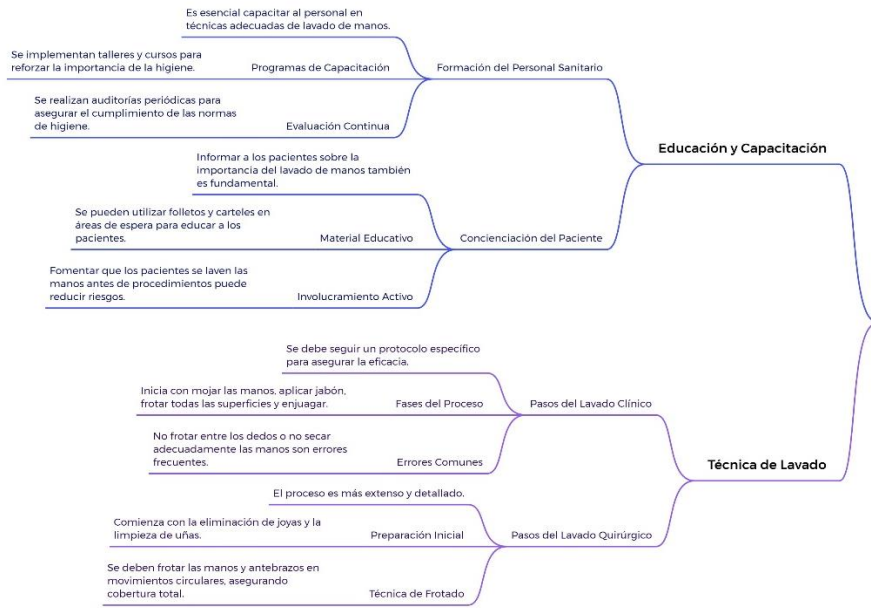 Es esencial capacitar al personal en
técnicas adecuadas de lavado de manos.
Se implementan talleres y cursos para
reforzar la importancia de la higiene.
Programas de Capacitación
Formación del Personal Sanitario
Se realizan auditorías periódicas para
asegurar el cumplimiento de las normas
de higiene.
Evaluación Continua
Educación y Capacitación
Informar a los pacientes sobre la
importancia del lavado de manos también
es fundamental.
Se pueden utilizar folletos y carteles en
áreas de espera para educar a los
pacientes.
Material Educativo
Concienciación del Paciente
Fomentar que los pacientes se laven las
manos antes de procedimientos puede
reducir riesgos.
Involucramiento Activo
Se debe seguir un protocolo específico
para asegurar la eficacia.
Inicia con mojar las manos, aplicar jabón,
frotar todas las superficies y enjuagar.
Fases del Proceso
Pasos del Lavado Clínico
No frotar entre los dedos o no secar
adecuadamente las manos son errores
frecuentes.
Errores Comunes
Técnica de Lavado
El proceso es más extenso y detallado.
Comienza con la eliminación de joyas y la
limpieza de uñas.
Preparación Inicial
Pasos del Lavado Quirúrgico
Se deben frotar las manos y antebrazos en
movimientos circulares, asegurando
cobertura total.
Técnica de Frotado